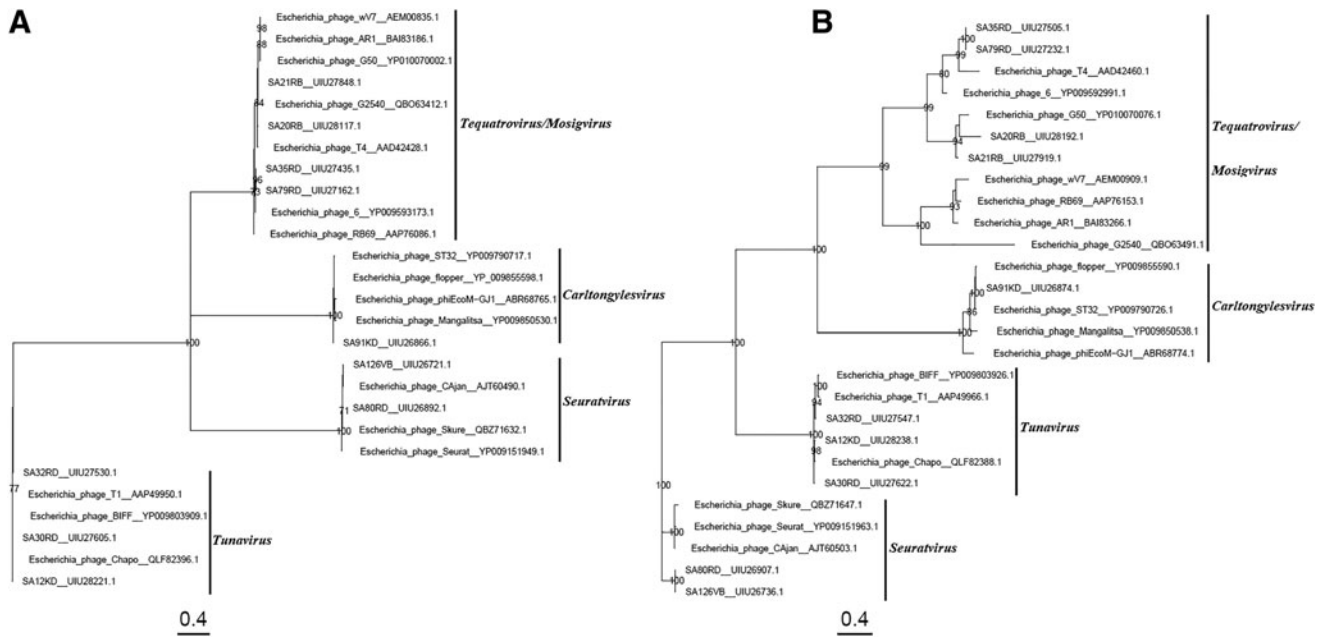 A
Escherichia_phage_wV7__AEM00835.1
98
Escherichia_phage_AR1__BAI83186.1
88
Escherichia_phage_G50__YP010070002.1
SA21RB__UIU27848.1
Escherichia_phage_G2540__QBO63412.1
84
SA20RB__UIU28117.1
Tequatrovirus/Mosigvirus
Escherichia_phage_T4__AAD42428.1
SA35RD__UIU27435.1
96
SA79RD__UIU27162.1
73
Escherichia_phage_6__YP009593173.1
Escherichia_phage_RB69__AAP76086.1
Escherichia_phage_ST32__YP009790717.1
Escherichia_phage_flopper__YP_009855598.1
Escherichia_phage_phiEcoM-GJ1__ABR68765.1
Carltongylesvirus
100
Escherichia_phage_Mangalitsa__YP009850530.1
100
SA91KD__UIU26866.1
SA126VB__UIU26721.1
Escherichia_phage_CAjan__AJT60490.1
Seuratvirus
71
SA80RD__UIU26892.1
100
Escherichia_phage_Skure__QBZ71632.1
Escherichia_phage_Seurat__YP009151949.1
SA32RD__UIU27530.1
77
Escherichia_phage_T1__AAP49950.1
Escherichia_phage_BIFF__YP009803909.1
SA30RD__UIU27605.1
Tunavirus
Escherichia_phage_Chapo__QLF82396.1
SA12KD__UIU28221.1
0.4
B
SA35RD__UIU27505.1
100
SA79RD__UIU27232.1
99
Escherichia_phage_T4__AAD42460.1
80
Escherichia_phage_6__YP009592991.1
99
Escherichia_phage_G50__YP010070076.1
Tequatrovirus/
SA20RB__UIU28192.1
94
SA21RB__UIU27919.1
99
Mosigvirus
Escherichia_phage_wV7__AEM00909.1
Escherichia_phage_RB69__AAP76153.1
93
Escherichia_phage_AR1__BAI83266.1
100
Escherichia_phage_G2540__QBO63491.1
100
Escherichia_phage_flopper__YP009855590.1
100
SA91KD__UIU26874.1
Carltongylesvirus
86
Escherichia_phage_ST32__YP009790726.1
100
Escherichia_phage_Mangalitsa__YP009850538.1
Escherichia_phage_phiEcoM-GJ1__ABR68774.1
Escherichia_phage_BIFF__YP009803926.1
100
Escherichia_phage_T1__AAP49966.1
94
SA32RD__UIU27547.1
Tunavirus
100
100
SA12KD__UIU28238.1
98
Escherichia_phage_Chapo__QLF82388.1
SA30RD__UIU27622.1
100
Escherichia_phage_Skure__QBZ71647.1
Escherichia_phage_Seurat__YP009151963.1
100
Escherichia_phage_CAjan__AJT60503.1
Seuratvirus
SA80RD__UIU26907.1
100
SA126VB__UIU26736.1
0.4